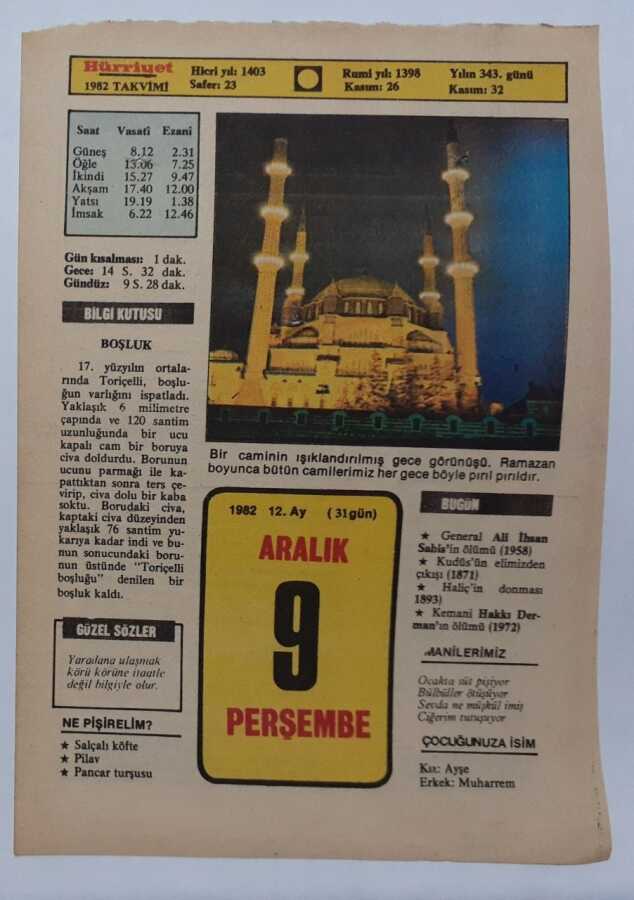 Hürriyet
1982 TAKVİMİ
Hicri yıl: 1403
Safer: 23
Rumi yıl: 1398
Kasım: 26
Yılın 343. günü
Kasım: 32
Saat Vasatî Ezanî
Güneş 8.12 2.31
Öğle 13.06 7.25
İkindi 15.27 9.47
Akşam 17.40 12.00
Yatsı 19.19 1.38
İmsak 6.22 12.46
Gün kısalması: 1 dak.
Gece: 14 S. 32 dak.
Gündüz: 9 S. 28 dak.
BİLGİ KUTUSU
BOŞLUK
17. yüzyılın ortala-
rında Toriçelli, boşlu-
ğun varlığını ispatladı.
Yaklaşık 6 milimetre
çapında ve 120 santim
uzunluğunda bir ucu
kapalı cam bir boruya
civa doldurdu. Borunun
ucunu parmağı ile ka-
pattıktan sonra ters çe-
virip, civa dolu bir kaba
soktu. Borudaki civa,
kaptaki civa düzeyinden
yaklaşık 76 santim yu-
karıya kadar indi ve bu-
nun sonucundaki boru-
nun üstünde "Toriçelli
boşluğu" denilen bir
boşluk kaldı.
GÜZEL SÖZLER
Yaradana ulaşmak
körü körüne itaatle
değil bilgiyle olur.
NE PİŞİRELİM?
★ Salçalı köfte
★ Pilav
★ Pancar turşusu
Bir caminin ışıklandırılmış gece görünüşü. Ramazan
boyunca bütün camilerimiz her gece böyle pırıl pırıldır.
1982 12. Ay (31gün)
ARALIK
9
PERŞEMBE
BUGÜN
★ General Ali İhsan
Sabis'in ölümü (1958)
★ Kudüs'ün elimizden
çıkışı (1871)
★ Haliç'in donması
1893)
★ Kemani Hakkı Der-
man'ın ölümü (1972)
MANİLERİMİZ
Ocakta süt pişiyor
Bülbüller ötüşüyor
Sevda ne müşkül imiş
Ciğerim tutuşuyor
ÇOCUĞUNUZA İSİM
Kız: Ayşe
Erkek: Muharrem